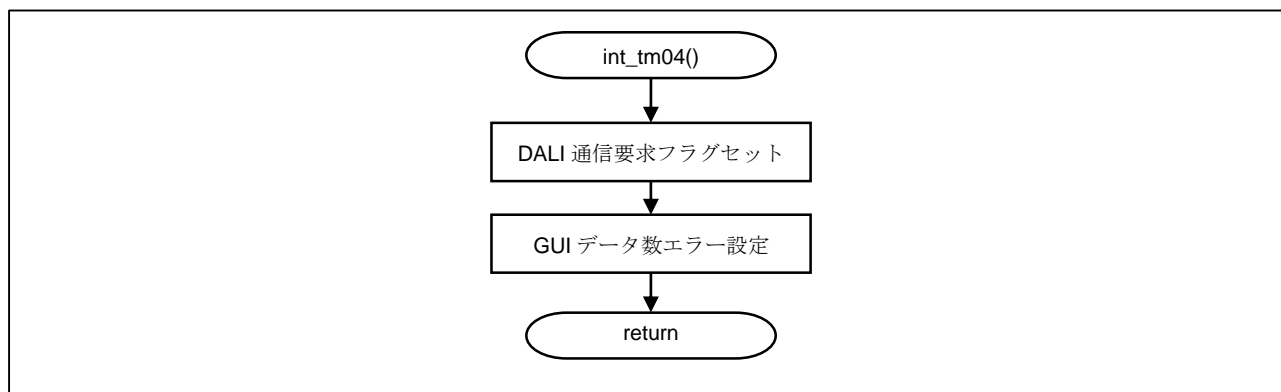 int_tm04()
DALI 通信要求フラグセット
GUI データ数エラー設定
return